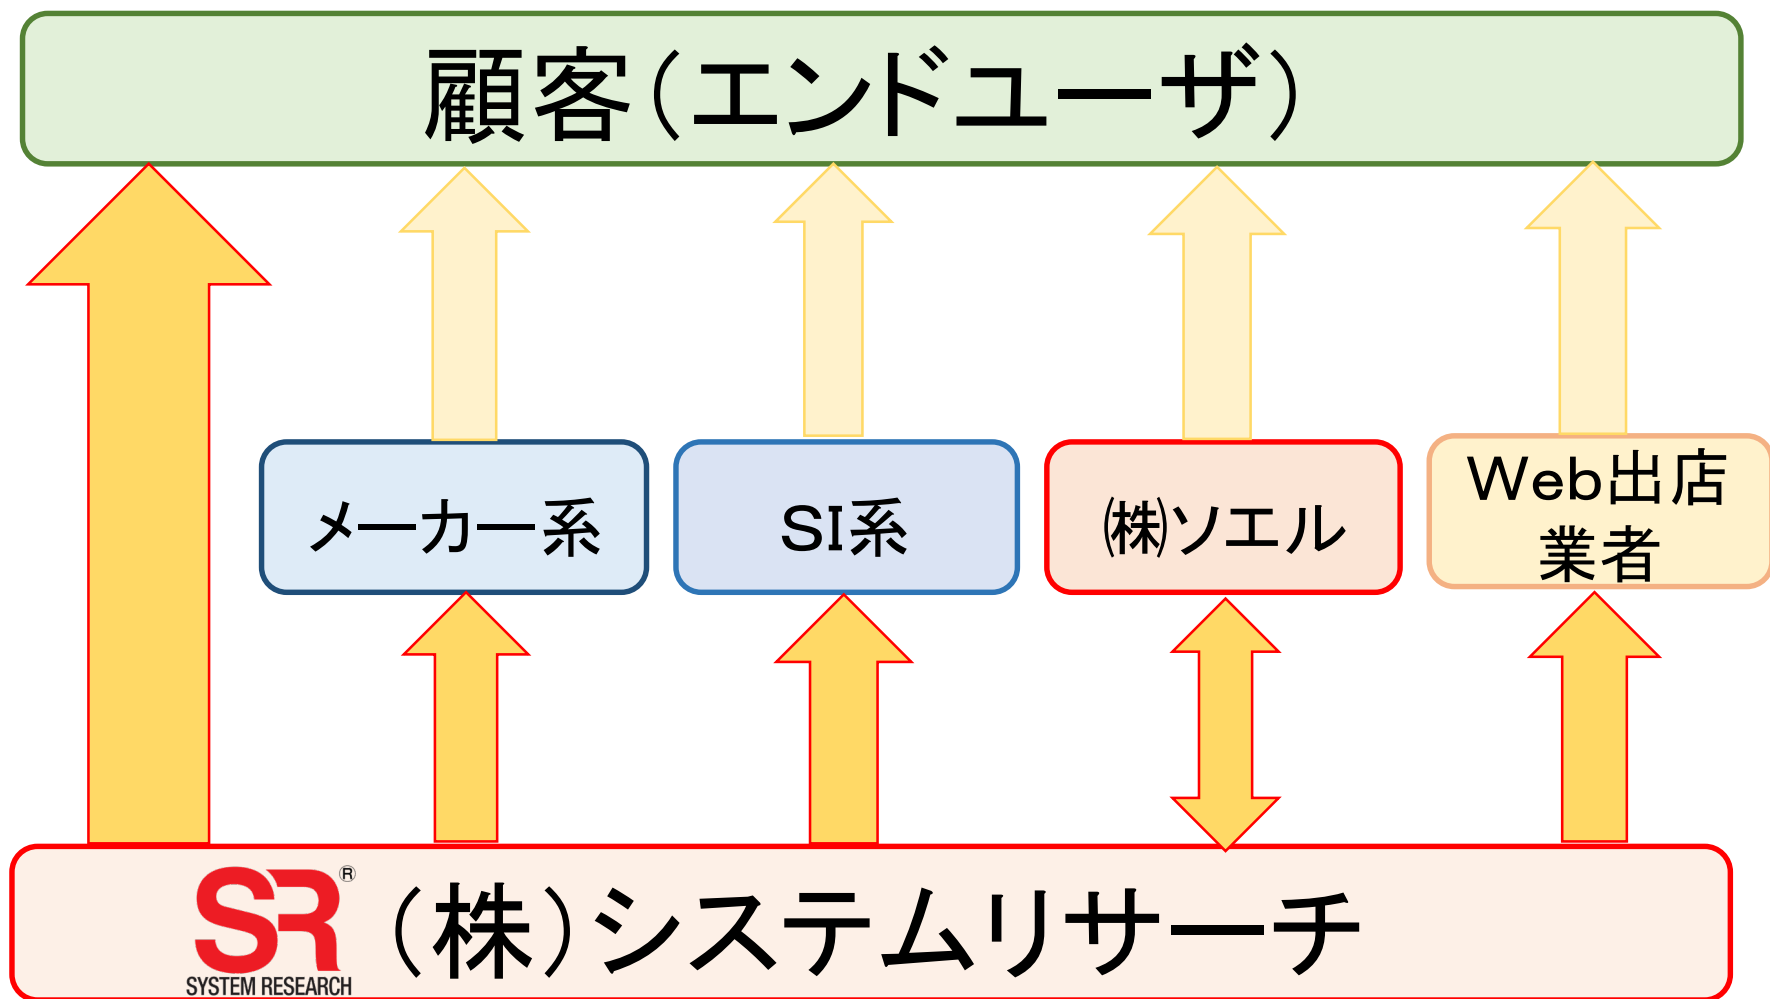 顧客（エンドユーザ）
メーカー系
SI系
㈱ソエル
Web出店
業者
SR®
SYSTEM RESEARCH
（株）システムリサーチ